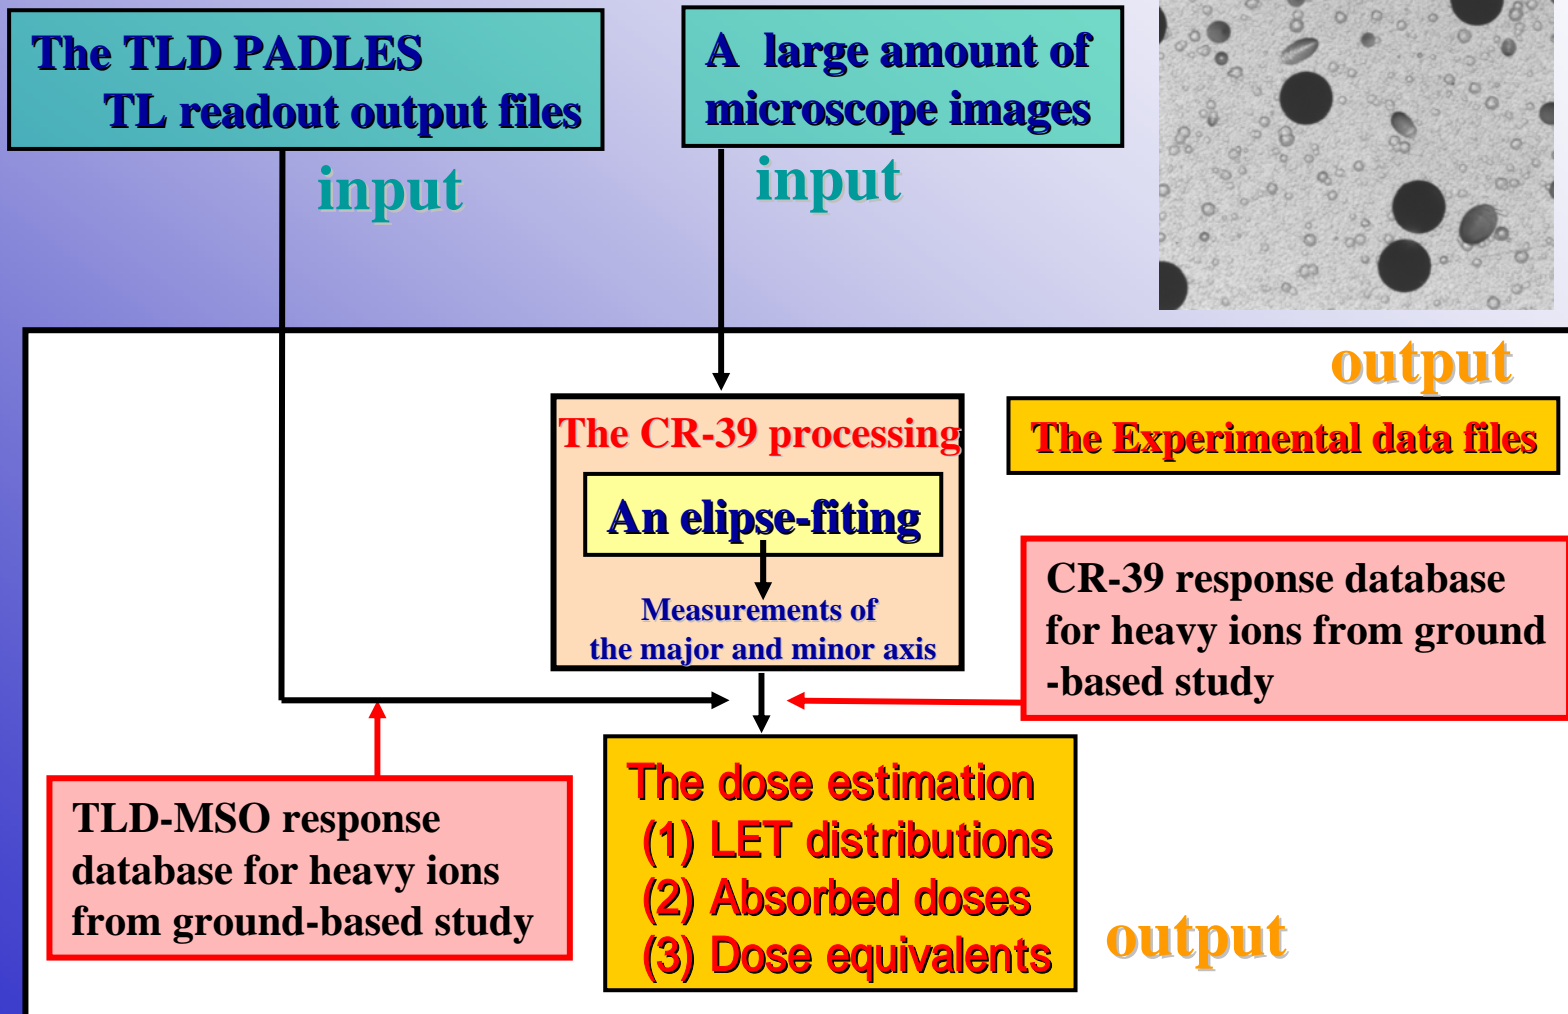 The TLD PADLES
TL readout output files
input
A large amount of
microscope images
input
output
The Experimental data files
The CR-39 processing
An elipse-fiting
Measurements of
the major and minor axis
CR-39 response database
for heavy ions from ground
-based study
TLD-MSO response
database for heavy ions
from ground-based study
The dose estimation
(1) LET distributions
(2) Absorbed doses
(3) Dose equivalents
output